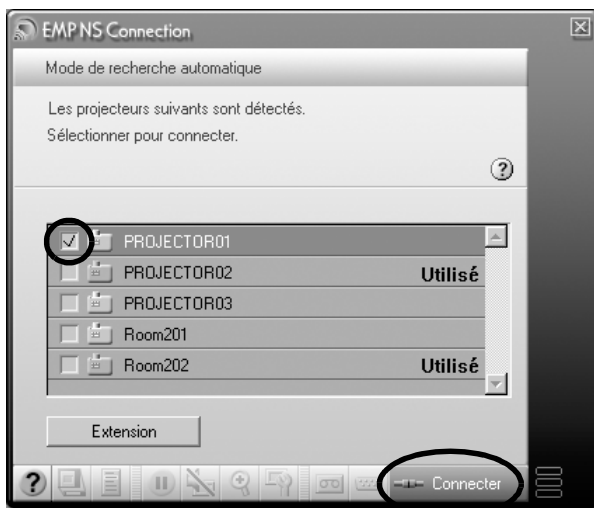 EMP NS Connection
Mode de recherche automatique
Les projecteurs suivants sont détectés.
Sélectionner pour connecter.
?
PROJECTOR01
PROJECTOR02 Utilisé
PROJECTOR03
Room201
Room202 Utilisé
Extension
? Connecter